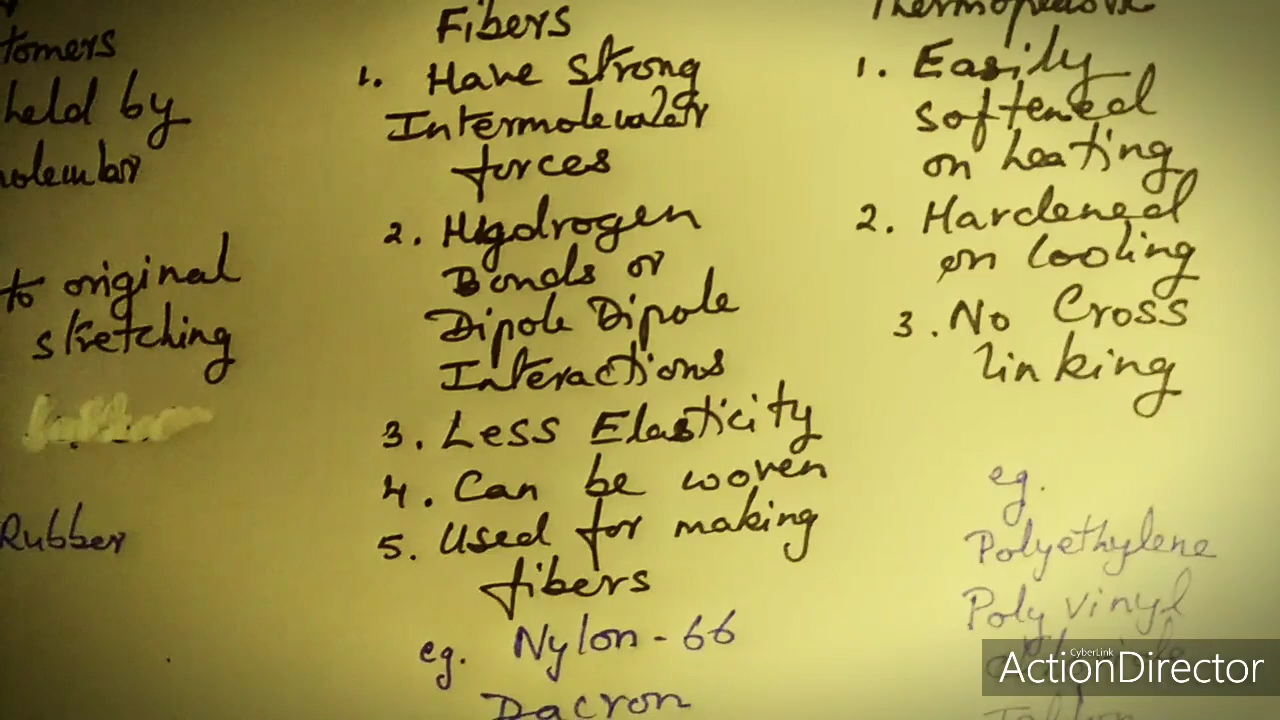 tomers
held by
to original
stretching
Rubber
Fibers
1. Have strong
Intermolecular
forces
2. Hydrogen
Bonds or
Dipole Dipole
Interactions
3. Less Elasticity
4. Can be woven
5. Used for making
fibers
eg. Nylon-66
Dacron
Thermoplastic
1. Easily
softened
on heating
2. Hardened
on cooling
3. No Cross
linking
eg.
Polyethylene
Poly vinyl
CyberLink
ActionDirector